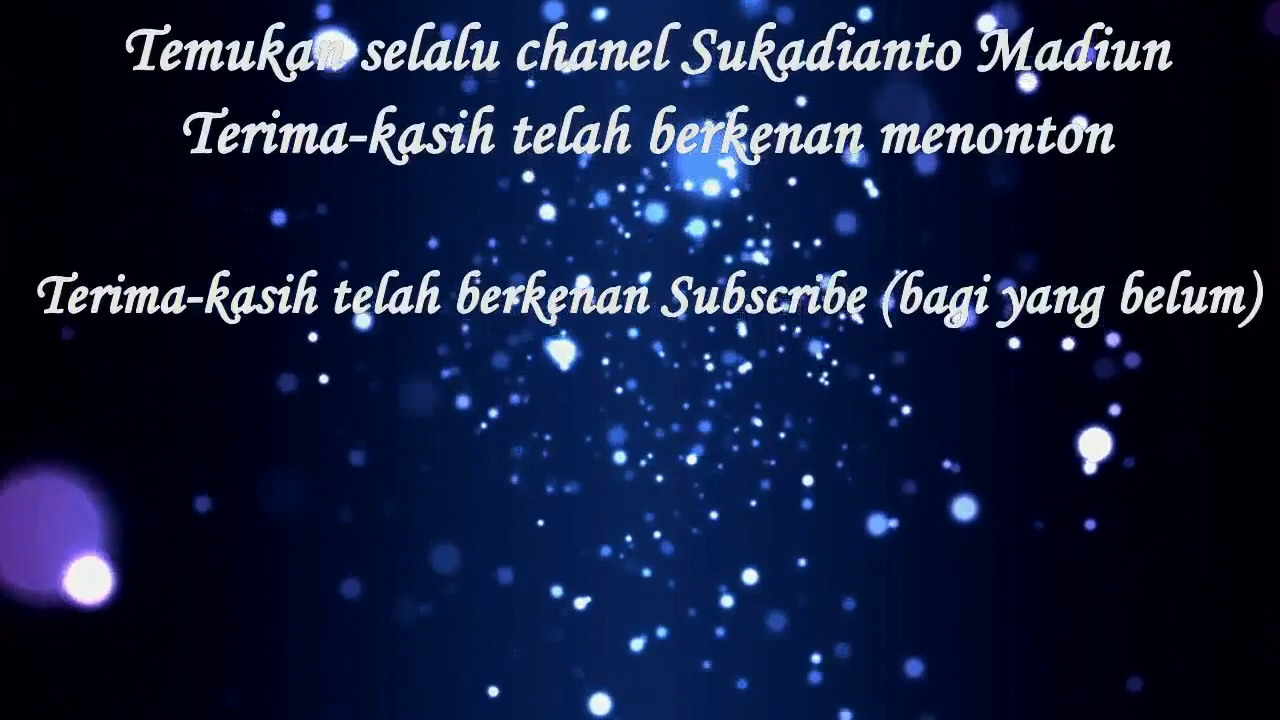 Temukan selalu chanel Sukadianto Madiun
Terima-kasih telah berkenan menonton
Terima-kasih telah berkenan Subscribe (bagi yang belum)